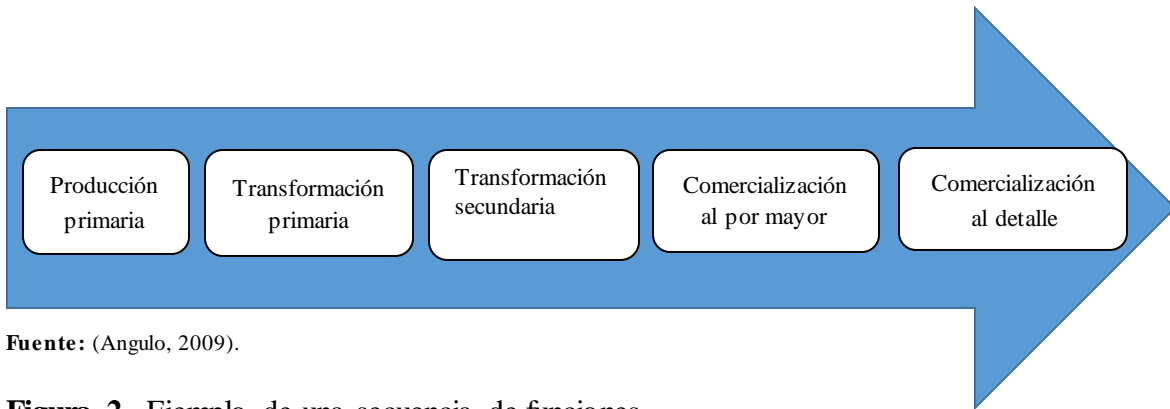 Producción
primaria
Transformación
primaria
Transformación
secundaria
Comercialización
al por mayor
Comercialización
al detalle
Fuente: (Angulo, 2009).
Figura 2. Ejemplo de una secuencia de funciones